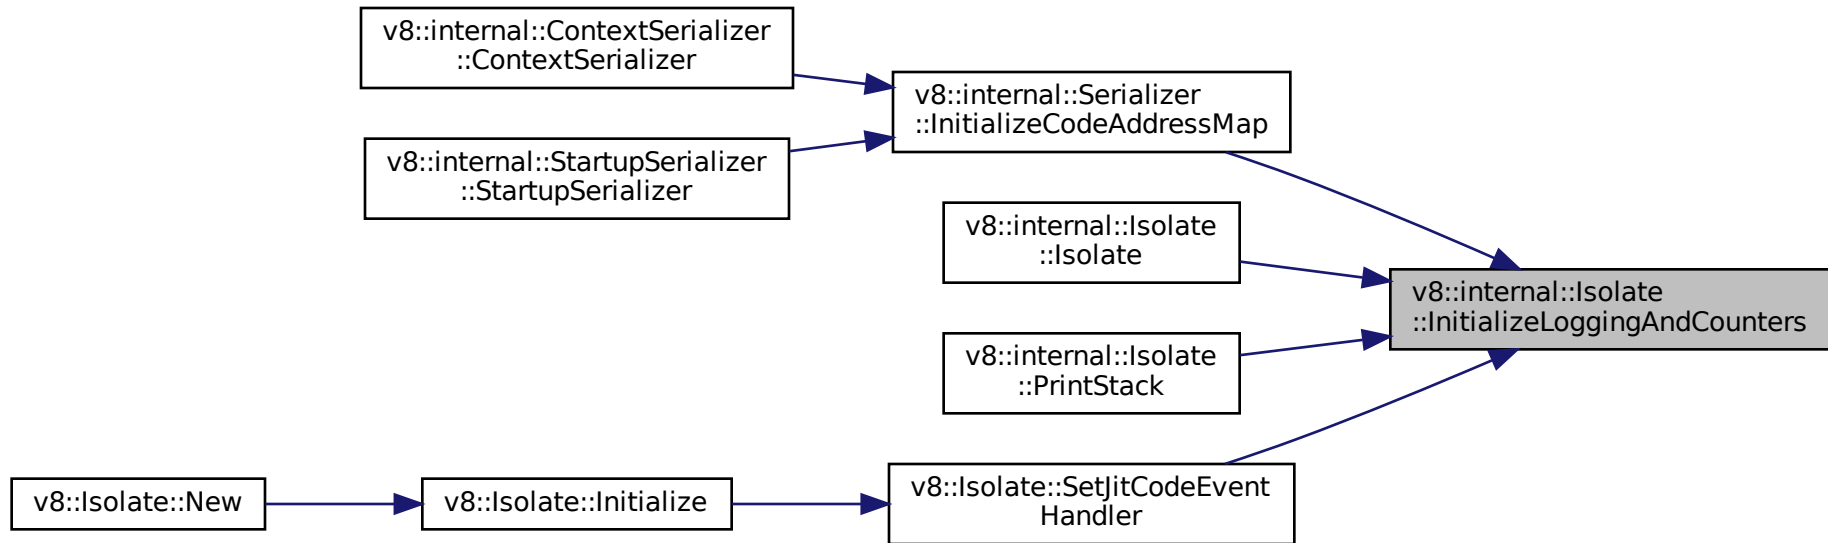 v8::internal::ContextSerializer
::ContextSerializer
v8::internal::StartupSerializer
::StartupSerializer
v8::internal::Serializer
::InitializeCodeAddressMap
v8::internal::Isolate
::Isolate
v8::internal::Isolate
::PrintStack
v8::internal::Isolate
::InitializeLoggingAndCounters
v8::Isolate::New
v8::Isolate::Initialize
v8::Isolate::SetJitCodeEvent
Handler